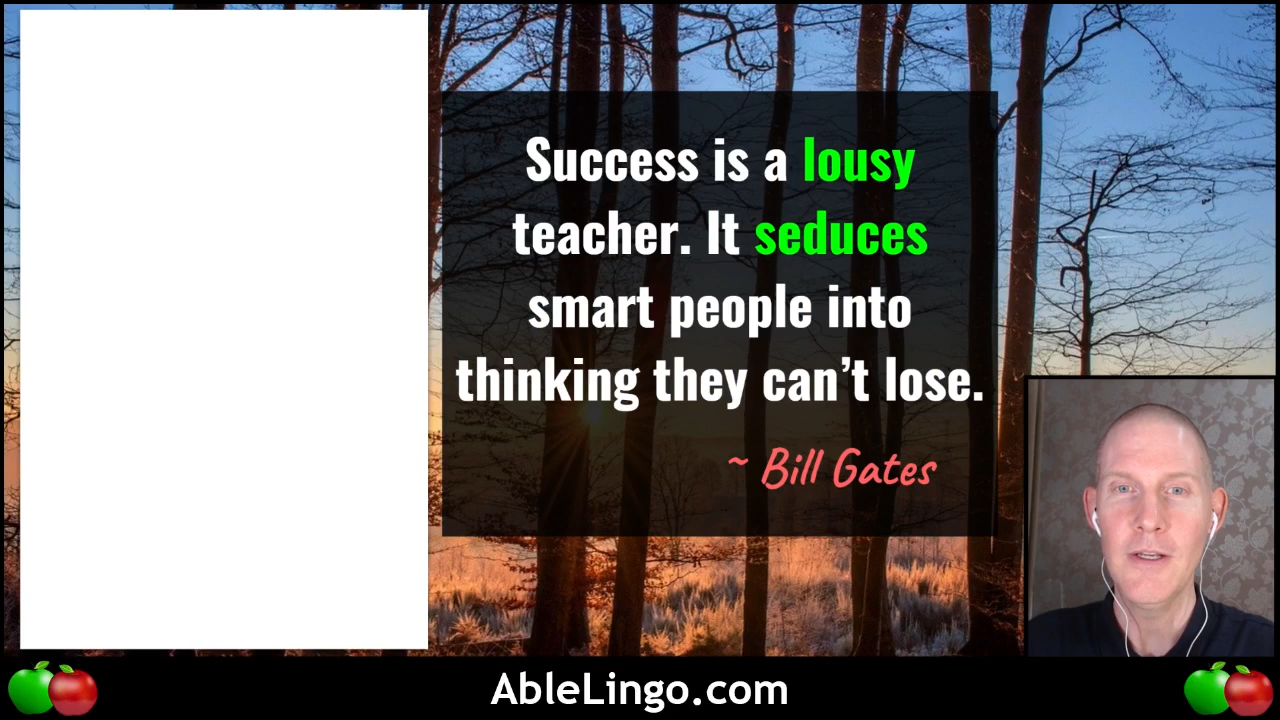 Success is a lousy
teacher. It seduces
smart people into
thinking they can’t lose.
~ Bill Gates
AbleLingo.com